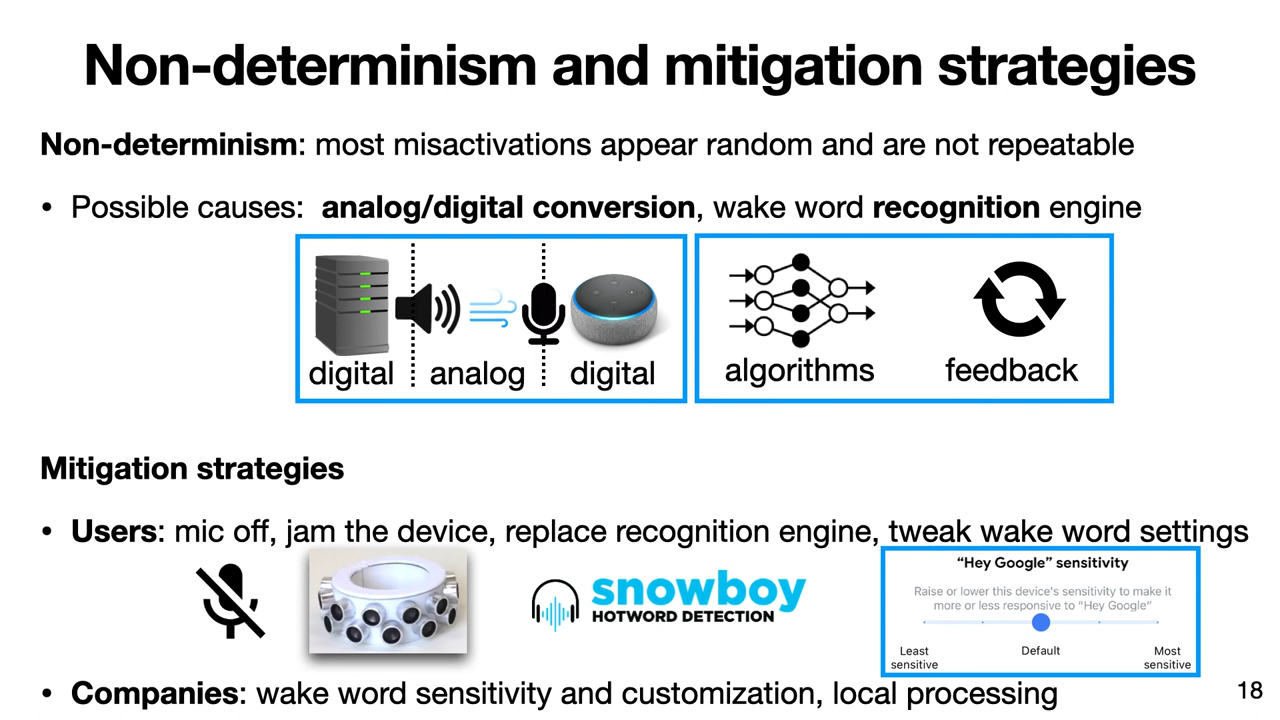 Non-determinism and mitigation strategies
Non-determinism: most misactivations appear random and are not repeatable
• Possible causes: analog/digital conversion, wake word recognition engine
digital analog digital
algorithms feedback
Mitigation strategies
• Users: mic off, jam the device, replace recognition engine, tweak wake word settings
snowboy
HOTWORD DETECTION
“Hey Google” sensitivity
Raise or lower this device's sensitivity to make it
more or less responsive to “Hey Google”
Least sensitive
Default
Most sensitive
• Companies: wake word sensitivity and customization, local processing
18